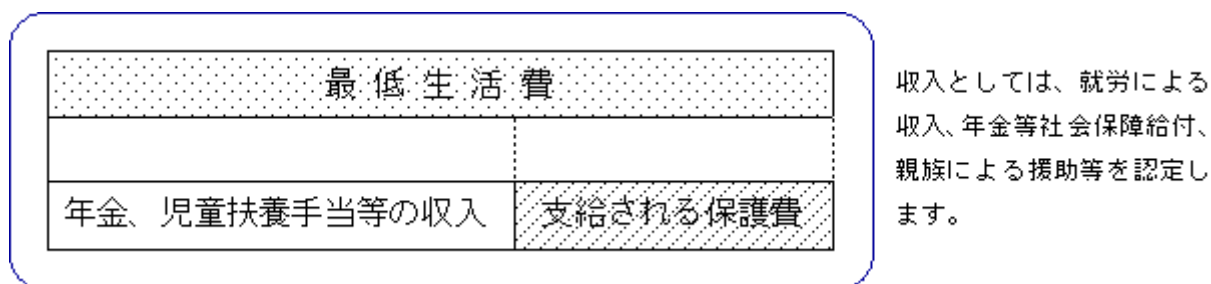 最低生活費
年金、児童扶養手当等の収入
支給される保護費
収入としては、就労による
収入、年金等社会保障給付、
親族による援助等を認定し
ます。